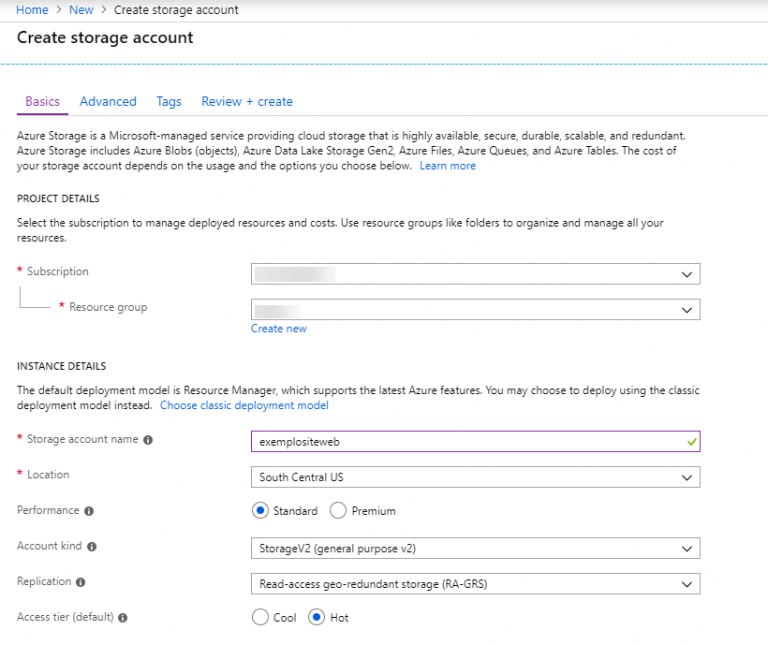 Home > New > Create storage account
Create storage account
Basics Advanced Tags Review + create
Azure Storage is a Microsoft-managed service providing cloud storage that is highly available, secure, durable, scalable, and redundant.
Azure Storage includes Azure Blobs (objects), Azure Data Lake Storage Gen2, Azure Files, Azure Queues, and Azure Tables. The cost of
your storage account depends on the usage and the options you choose below. Learn more
PROJECT DETAILS
Select the subscription to manage deployed resources and costs. Use resource groups like folders to organize and manage all your
resources.
* Subscription
* Resource group
Create new
INSTANCE DETAILS
The default deployment model is Resource Manager, which supports the latest Azure features. You may choose to deploy using the classic
deployment model instead. Choose classic deployment model
* Storage account name exemplositeweb
* Location South Central US
Performance Standard Premium
Account kind StorageV2 (general purpose v2)
Replication Read-access geo-redundant storage (RA-GRS)
Access tier (default) Cool Hot